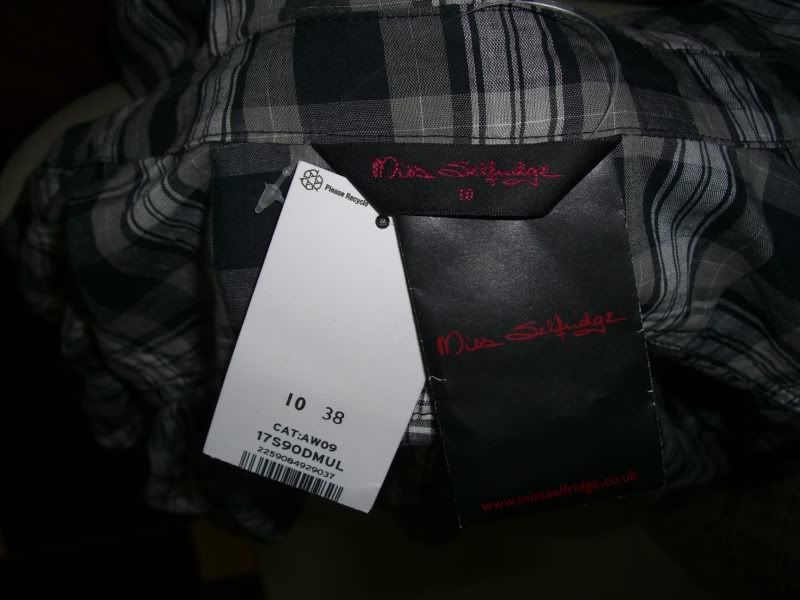 Miss Selfridge
10
Please Recycle
Miss Selfridge
10 38
CAT:AW09
17S90DMUL
2259084929037
www.missselfridge.co.uk